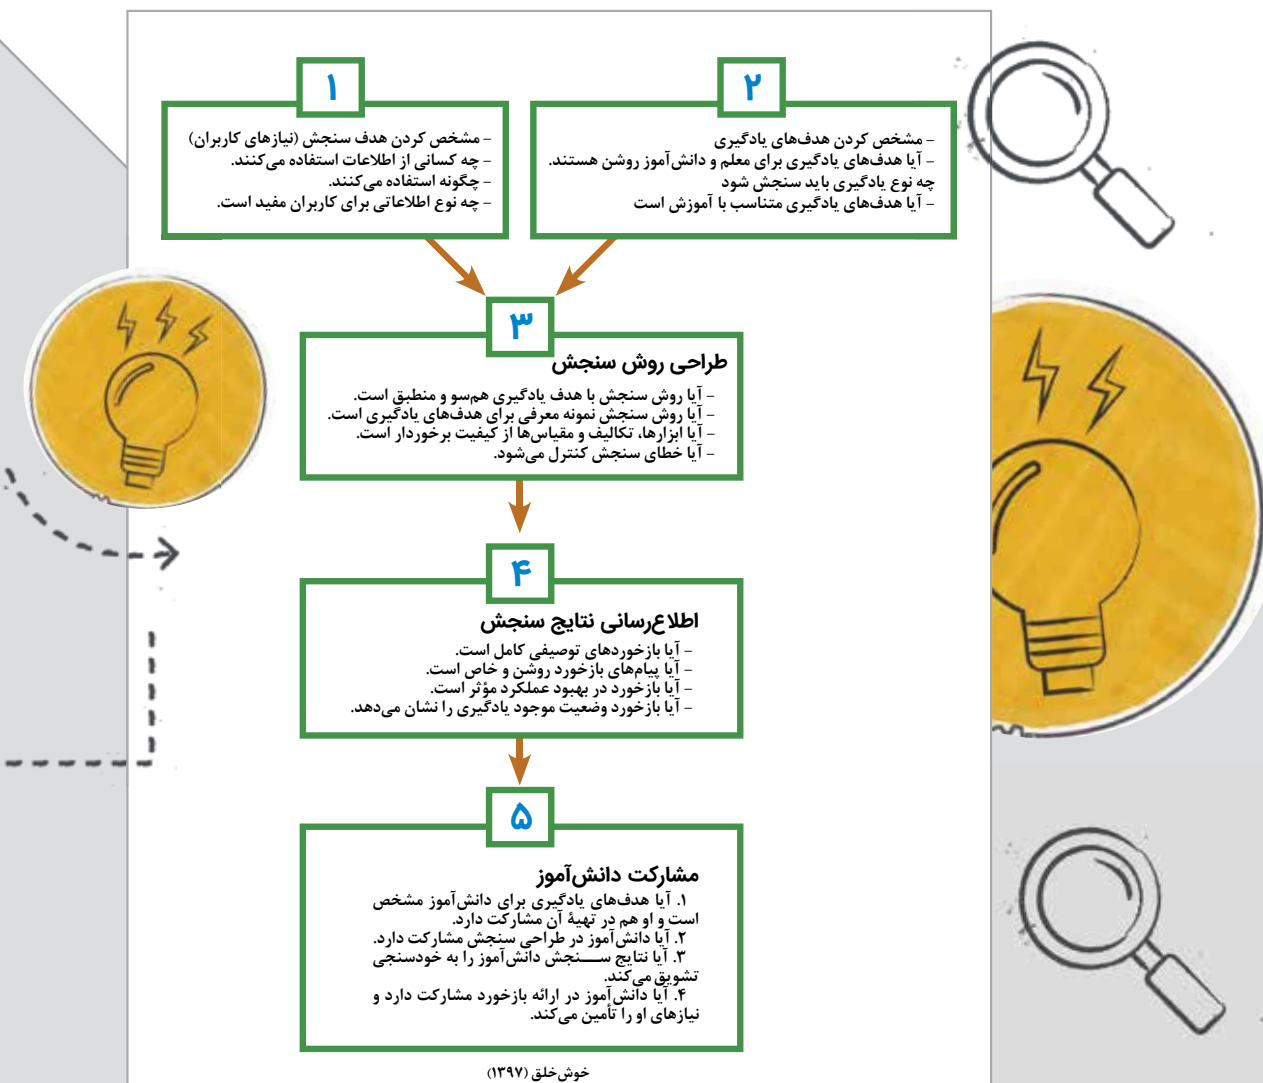 ۱
– مشخص کردن هدف سنجش (نیازهای کاربران)
– چه کسانی از اطلاعات استفاده می‌کنند.
– چگونه استفاده می‌کنند.
– چه نوع اطلاعاتی برای کاربران مفید است.
۲
– مشخص کردن هدف‌های یادگیری
– آیا هدف‌های یادگیری برای معلم و دانش‌آموز روشن هستند.
چه نوع یادگیری باید سنجش شود
– آیا هدف‌های یادگیری متناسب با آموزش است
۳
طراحی روش سنجش
– آیا روش سنجش با هدف یادگیری هم‌سو و منطبق است.
– آیا روش سنجش نمونه معرفی برای هدف‌های یادگیری است.
– آیا ابزارها، تکالیف و مقیاس‌ها از کیفیت برخوردار است.
– آیا خطای سنجش کنترل می‌شود.
۴
اطلاع‌رسانی نتایج سنجش
– آیا بازخوردهای توصیفی کامل است.
– آیا پیام‌های بازخورد روشن و خاص است.
– آیا بازخورد در بهبود عملکرد مؤثر است.
– آیا بازخورد وضعیت موجود یادگیری را نشان می‌دهد.
۵
مشارکت دانش‌آموز
۱. آیا هدف‌های یادگیری برای دانش‌آموز مشخص
است و او هم در تهیهٔ آن مشارکت دارد.
۲. آیا دانش‌آموز در طراحی سنجش مشارکت دارد.
۳. آیا نتایج ســـنجش دانش‌آموز را به خودسنجی
تشویق می‌کند.
۴. آیا دانش‌آموز در ارائه بازخورد مشارکت دارد و
نیازهای او را تأمین می‌کند.
خوش‌خلق (۱۳۹۷)